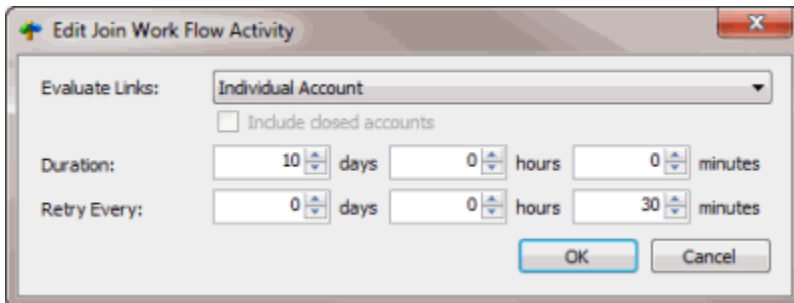 Edit Join Work Flow Activity
Evaluate Links: Individual Account
Include closed accounts
Duration: 10 days 0 hours 0 minutes
Retry Every: 0 days 0 hours 30 minutes
OK Cancel